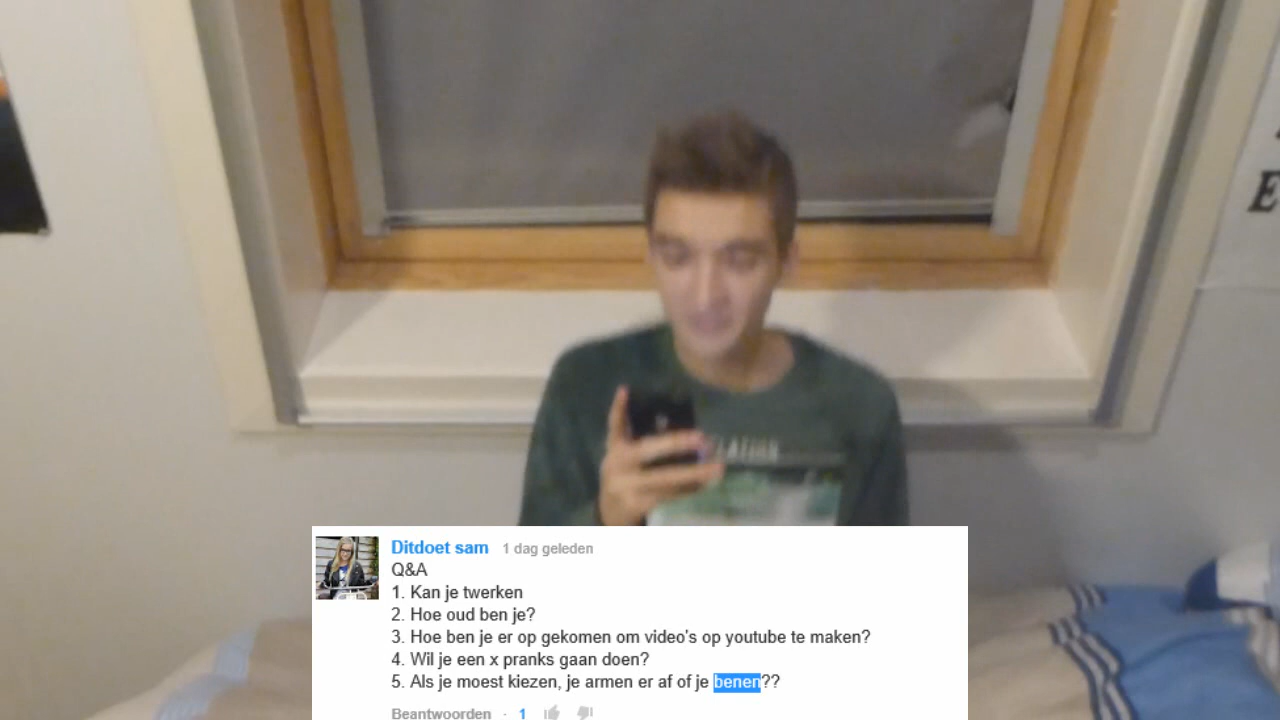 E
Ditdoet sam 1 dag geleden
Q&A
1. Kan je twerken
2. Hoe oud ben je?
3. Hoe ben je er op gekomen om video's op youtube te maken?
4. Wil je een x pranks gaan doen?
5. Als je moest kiezen, je armen er af of je benen??
Beantwoorden · 1